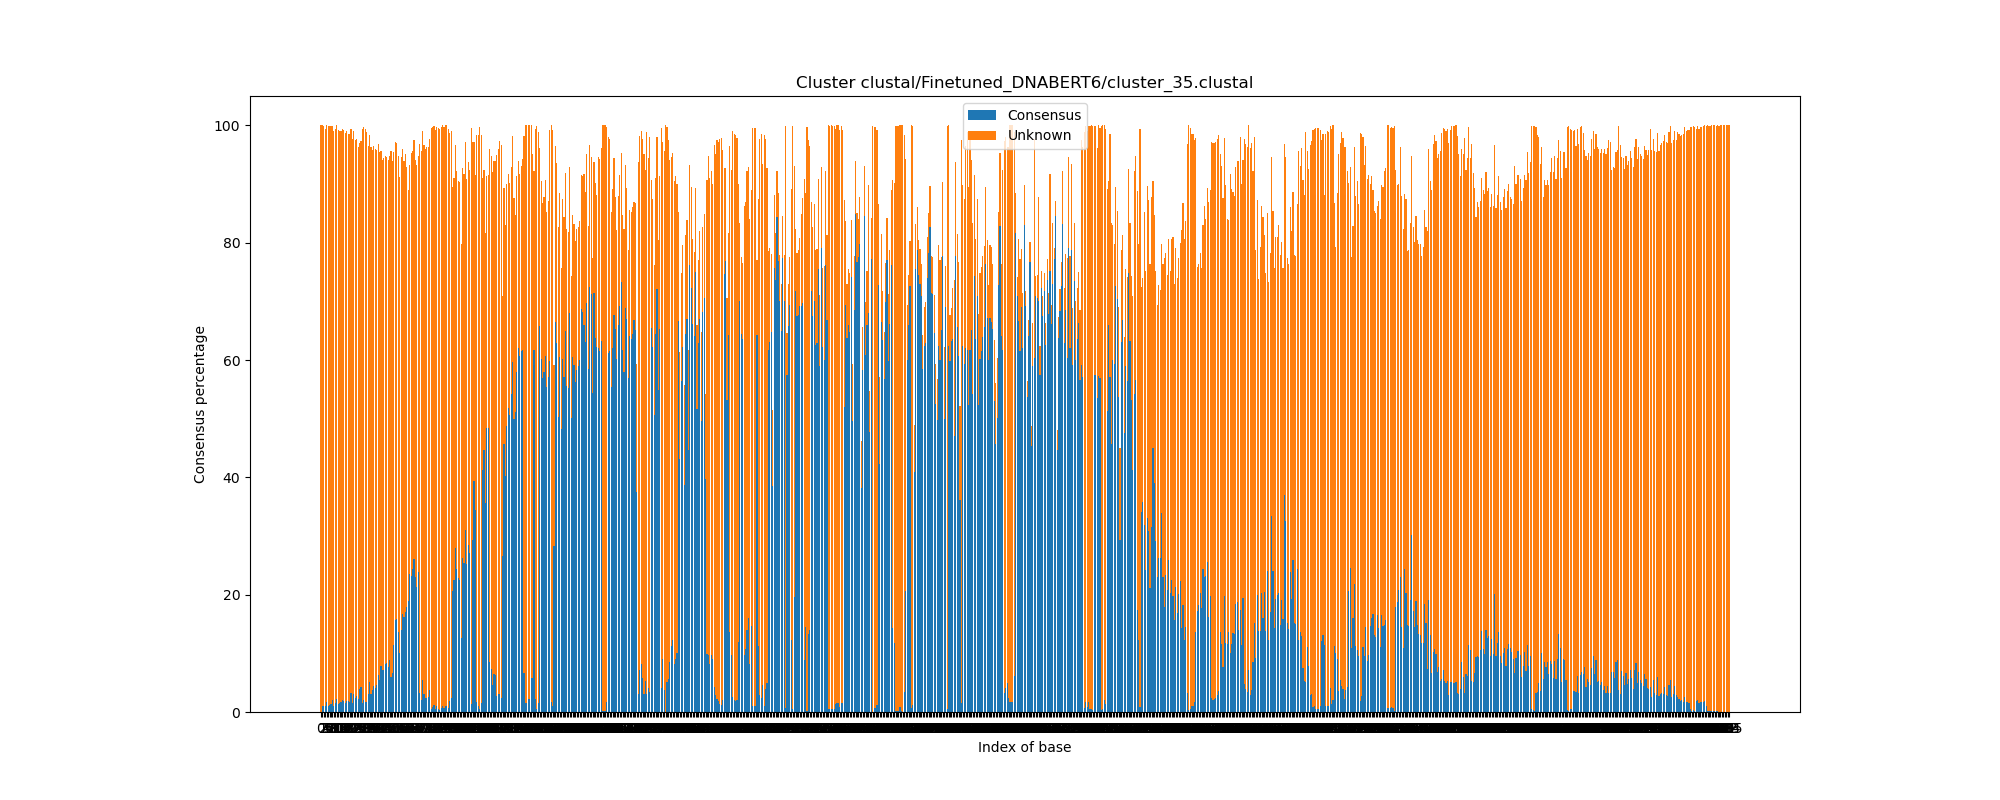 Cluster clustal/Finetuned_DNABERT6/cluster_35.clustal
Consensus
Unknown
100
80
60
40
20
0
Consensus percentage
Index of base